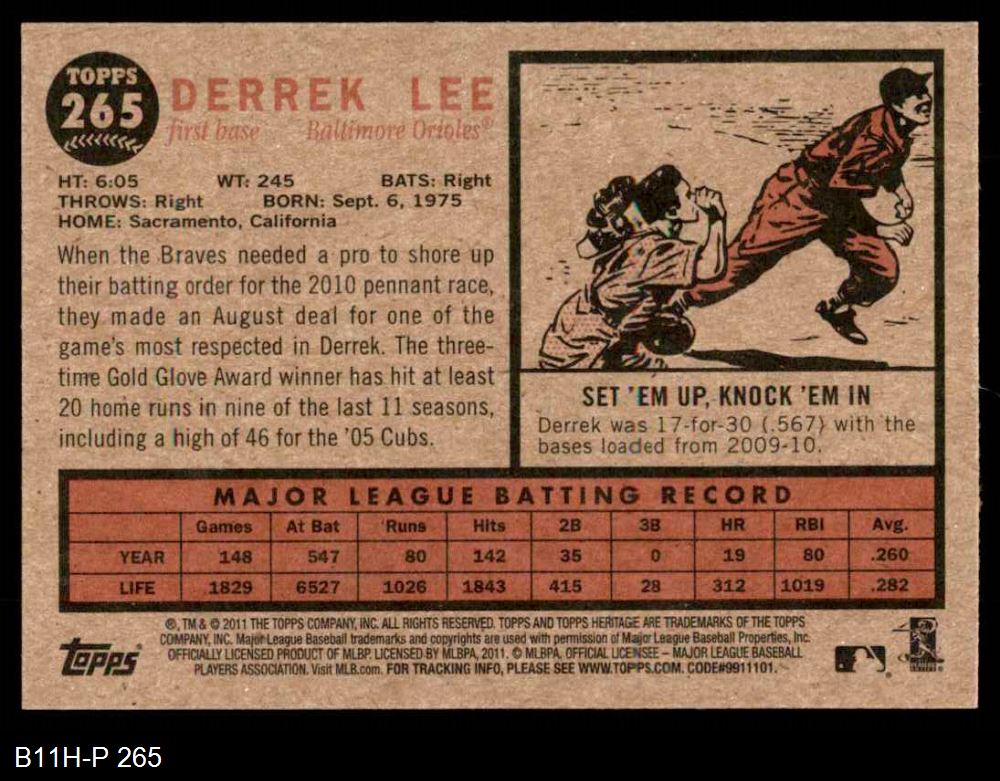 TOPPS
265
DERREK LEE
first base Baltimore Orioles®
HT: 6:05 WT: 245 BATS: Right
THROWS: Right BORN: Sept. 6, 1975
HOME: Sacramento, California
When the Braves needed a pro to shore up
their batting order for the 2010 pennant race,
they made an August deal for one of the
game's most respected in Derrek. The three-
time Gold Glove Award winner has hit at least
20 home runs in nine of the last 11 seasons,
including a high of 46 for the '05 Cubs.
SET 'EM UP, KNOCK 'EM IN
Derrek was 17-for-30 (.567) with the
bases loaded from 2009-10.
MAJOR LEAGUE BATTING RECORD
Games At Bat Runs Hits 2B 3B HR RBI Avg.
YEAR 148 547 80 142 35 0 19 80 .260
LIFE 1829 6527 1026 1843 415 28 312 1019 .282
®, TM & © 2011 THE TOPPS COMPANY, INC. ALL RIGHTS RESERVED. TOPPS AND TOPPS HERITAGE ARE TRADEMARKS OF THE TOPPS
COMPANY, INC. Major League Baseball trademarks and copyrights are used with permission of Major League Baseball Properties, Inc.
OFFICIALLY LICENSED PRODUCT OF MLBP. LICENSED BY MLBPA, 2011. © MLBPA, OFFICIAL LICENSEE – MAJOR LEAGUE BASEBALL
PLAYERS ASSOCIATION. Visit MLB.com. FOR TRACKING INFO, PLEASE SEE WWW.TOPPS.COM. CODE#9911101.
Topps
B11H-P 265